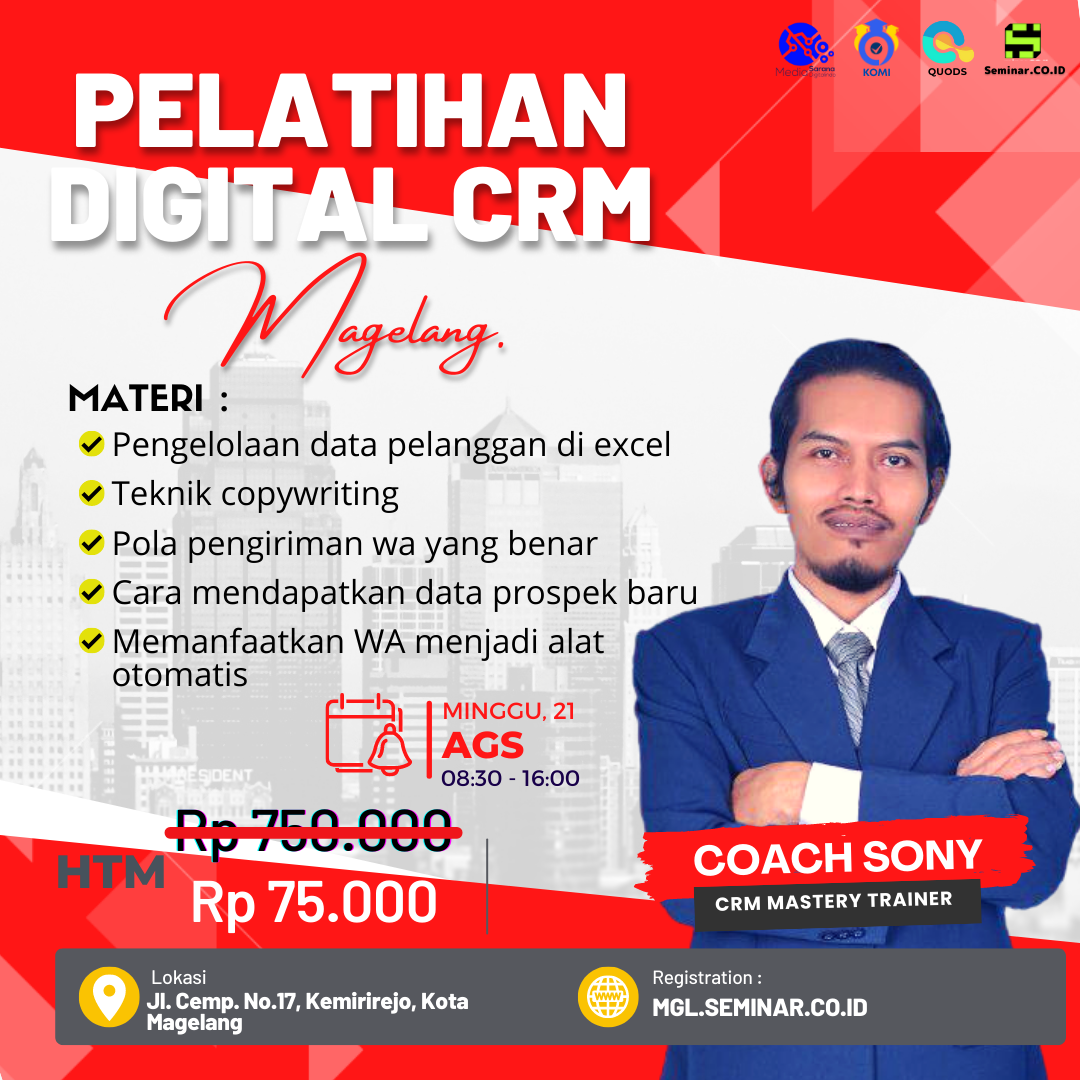 Media Sarana Digitalindo
KOMI
QUODS
Seminar.CO.ID
PELATIHAN
DIGITAL CRM
Magelang.
MATERI :
Pengelolaan data pelanggan di excel
Teknik copywriting
Pola pengiriman wa yang benar
Cara mendapatkan data prospek baru
Memanfaatkan WA menjadi alat
otomatis
MINGGU, 21
AGS
08:30 - 16:00
PRESIDENT
Rp 750.000
HTM
Rp 75.000
COACH SONY
CRM MASTERY TRAINER
Lokasi
Jl. Cemp. No.17, Kemirirejo, Kota
Magelang
Registration :
WWW
MGL.SEMINAR.CO.ID